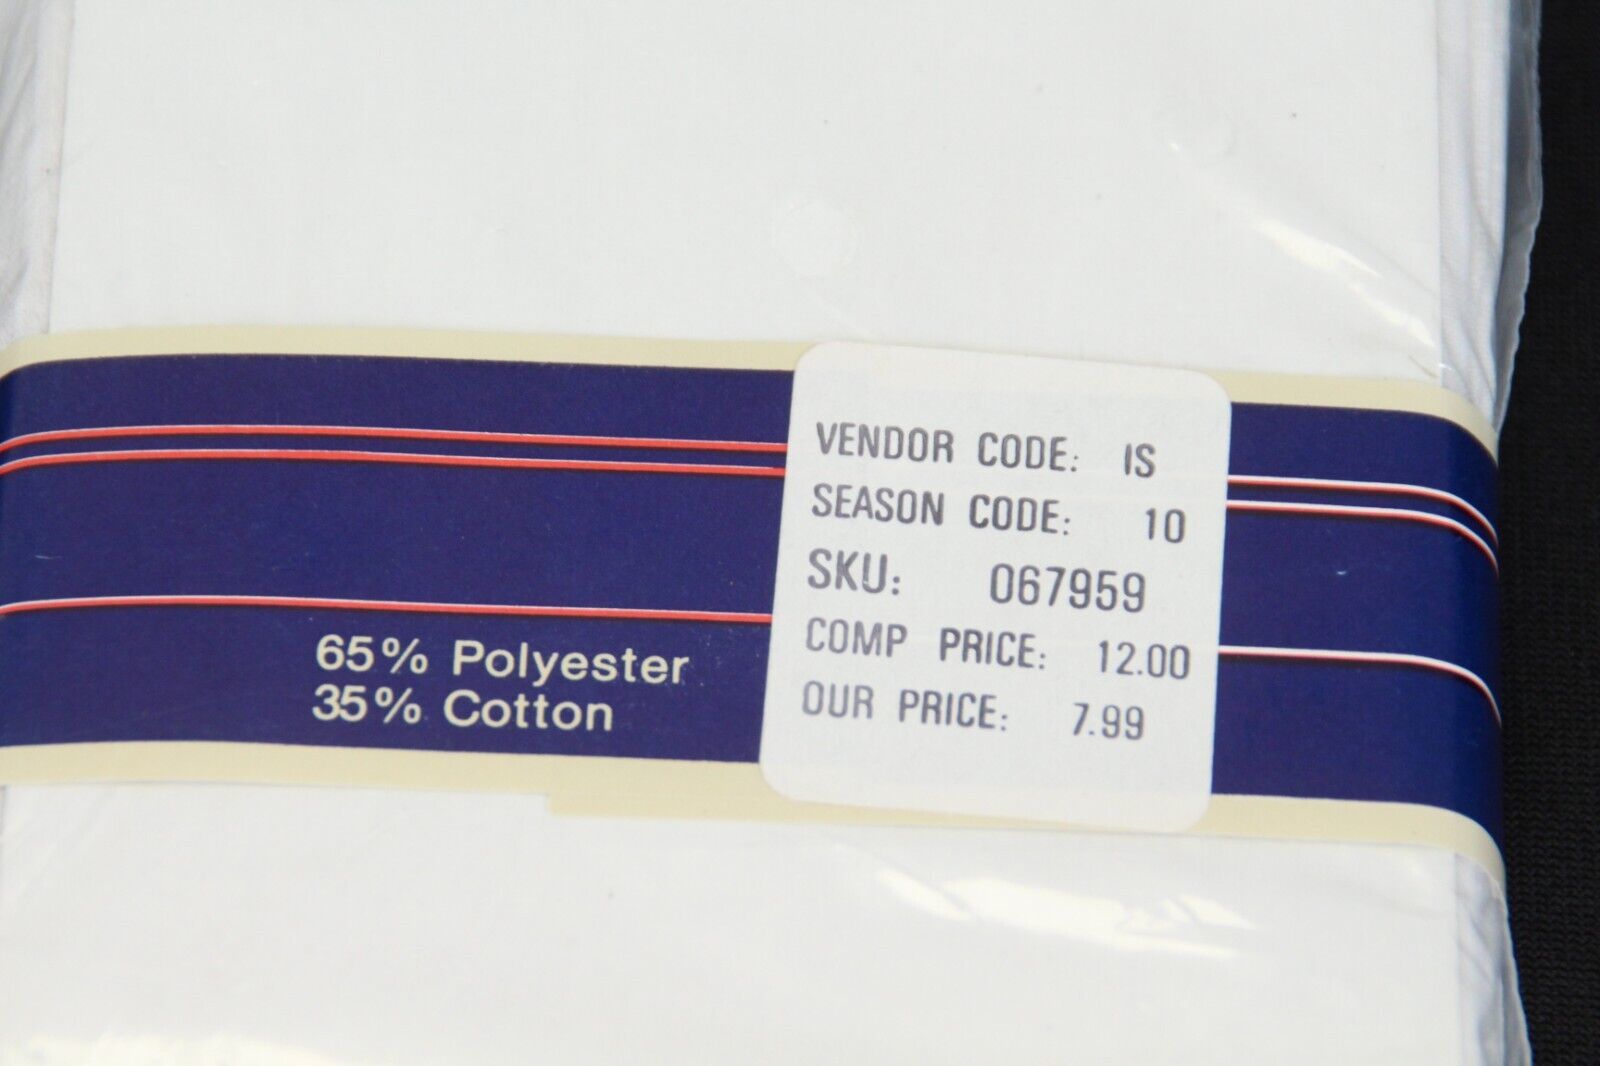 65% Polyester
35% Cotton
VENDOR CODE: IS
SEASON CODE: 10
SKU: 067959
COMP PRICE: 12.00
OUR PRICE: 7.99